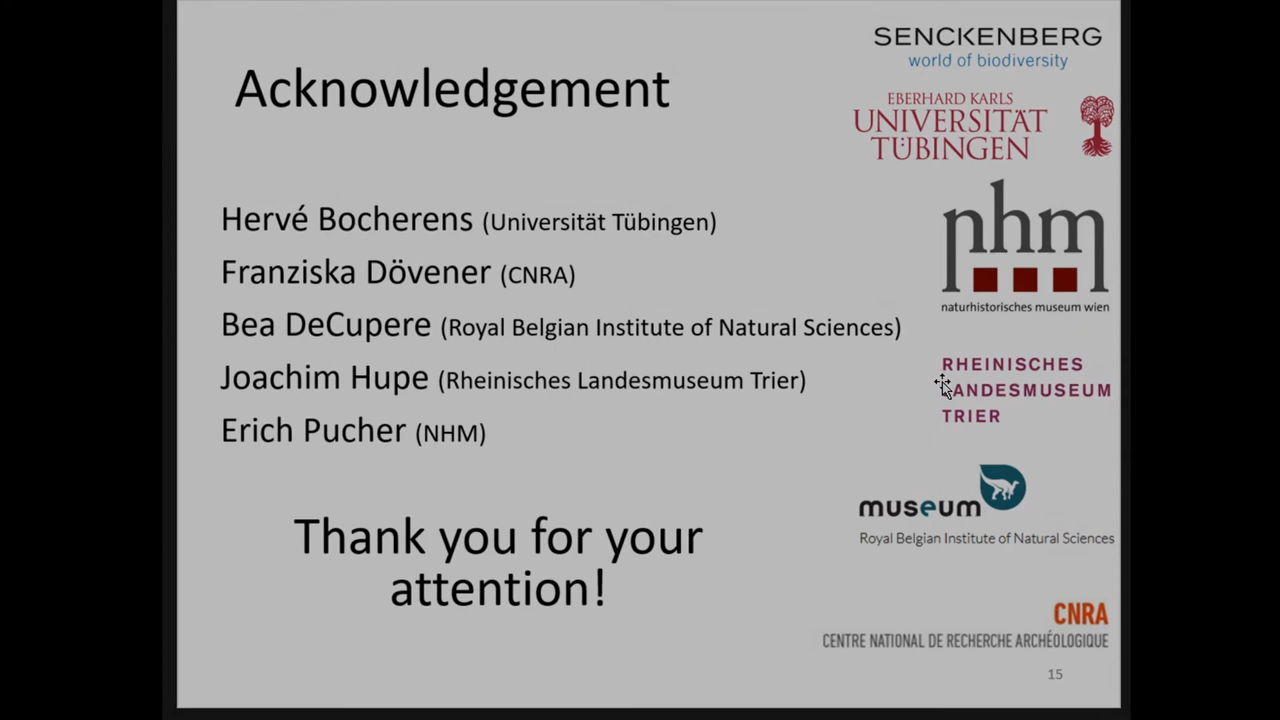 Acknowledgement
Hervé Bocherens (Universität Tübingen)
Franziska Dövener (CNRA)
Bea DeCupere (Royal Belgian Institute of Natural Sciences)
Joachim Hupe (Rheinisches Landesmuseum Trier)
Erich Pucher (NHM)
Thank you for your
attention!
SENCKENBERG
world of biodiversity
EBERHARD KARLS
UNIVERSITÄT
TÜBINGEN
nhm
naturhistorisches museum wien
RHEINISCHES
LANDESMUSEUM
TRIER
museum
Royal Belgian Institute of Natural Sciences
CNRA
CENTRE NATIONAL DE RECHERCHE ARCHÉOLOGIQUE
15